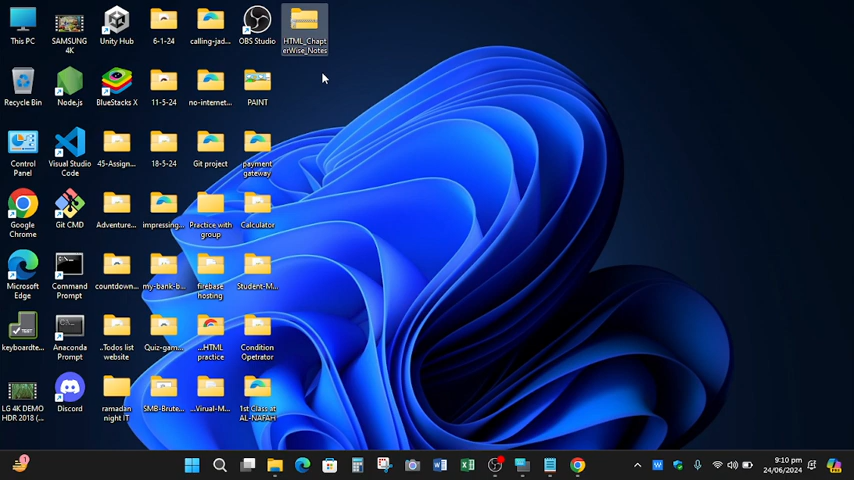 This PC
SAMSUNG
4K
Unity Hub
6-1-24
calling-jad...
OBS Studio
HTML_Chapt
erWise_Notes
Recycle Bin
Node.js
BlueStacks X
11-5-24
no-internet...
PAINT
Control
Panel
Visual Studio
Code
45-Assign...
18-5-24
Git project
payment
gateway
Google
Chrome
Git CMD
Adventure...
impressing...
Practice with
group
Calculator
Microsoft
Edge
Command
Prompt
countdown...
my-bank-b...
firebase
hosting
Student-M...
keyboardte...
Anaconda
Prompt
..Todos list
website
Quiz-gam...
...HTML
practice
Condition
Opetrator
LG 4K DEMO
HDR 2018 (...
Discord
ramadan
night IT
SMB-Brute...
..Virual-M...
1st Class at
AL-NAFAH
9:10 pm
24/06/2024